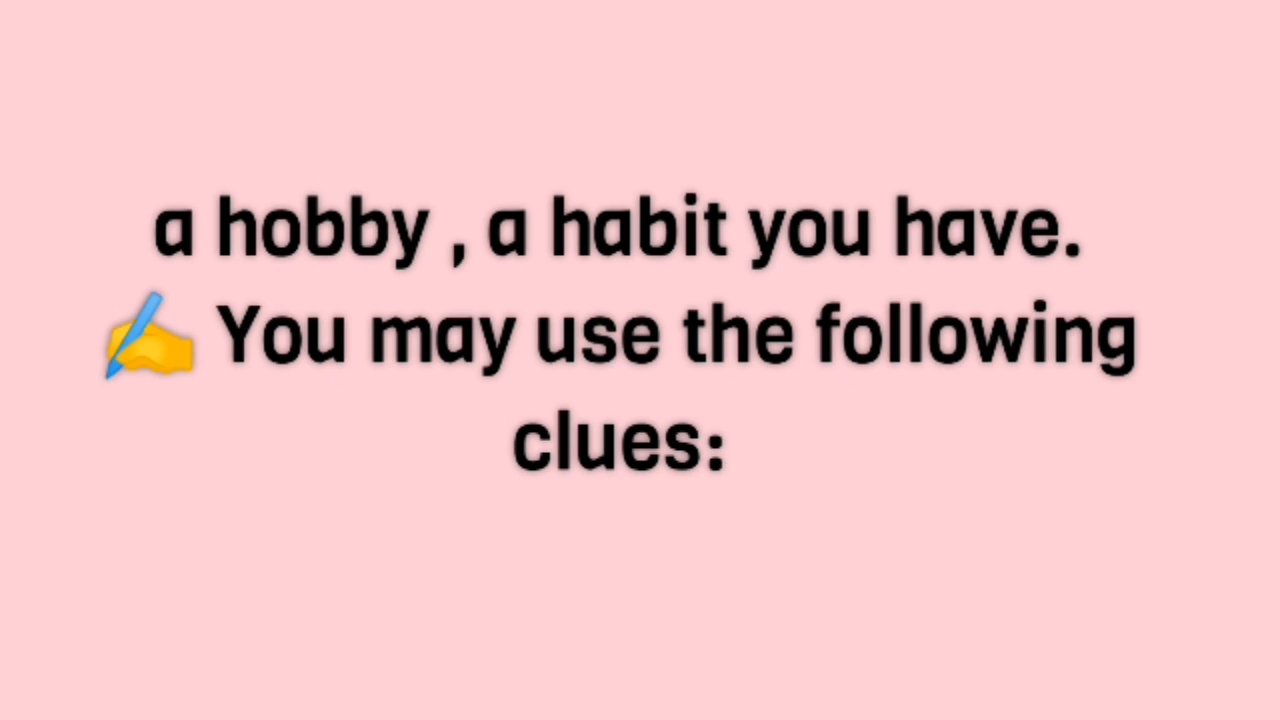 a hobby , a habit you have.
✍️ You may use the following
clues: